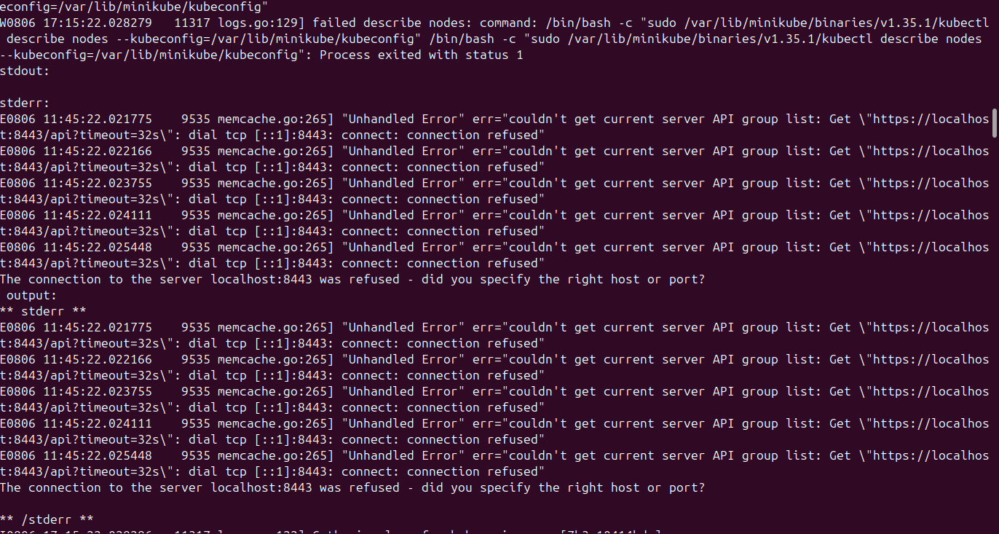 econfig=/var/lib/minikube/kubeconfig"
W0806 17:15:22.028279   11317 logs.go:129] failed describe nodes: command: /bin/bash -c "sudo /var/lib/minikube/binaries/v1.35.1/kubectl
 describe nodes --kubeconfig=/var/lib/minikube/kubeconfig" /bin/bash -c "sudo /var/lib/minikube/binaries/v1.35.1/kubectl describe nodes
--kubeconfig=/var/lib/minikube/kubeconfig": Process exited with status 1
stdout:

stderr:
E0806 11:45:22.021775    9535 memcache.go:265] "Unhandled Error" err="couldn't get current server API group list: Get \"https://localhos
t:8443/api?timeout=32s\": dial tcp [::1]:8443: connect: connection refused"
E0806 11:45:22.022166    9535 memcache.go:265] "Unhandled Error" err="couldn't get current server API group list: Get \"https://localhos
t:8443/api?timeout=32s\": dial tcp [::1]:8443: connect: connection refused"
E0806 11:45:22.023755    9535 memcache.go:265] "Unhandled Error" err="couldn't get current server API group list: Get \"https://localhos
t:8443/api?timeout=32s\": dial tcp [::1]:8443: connect: connection refused"
E0806 11:45:22.024111    9535 memcache.go:265] "Unhandled Error" err="couldn't get current server API group list: Get \"https://localhos
t:8443/api?timeout=32s\": dial tcp [::1]:8443: connect: connection refused"
E0806 11:45:22.025448    9535 memcache.go:265] "Unhandled Error" err="couldn't get current server API group list: Get \"https://localhos
t:8443/api?timeout=32s\": dial tcp [::1]:8443: connect: connection refused"
The connection to the server localhost:8443 was refused - did you specify the right host or port?
 output:
** stderr **
E0806 11:45:22.021775    9535 memcache.go:265] "Unhandled Error" err="couldn't get current server API group list: Get \"https://localhos
t:8443/api?timeout=32s\": dial tcp [::1]:8443: connect: connection refused"
E0806 11:45:22.022166    9535 memcache.go:265] "Unhandled Error" err="couldn't get current server API group list: Get \"https://localhos
t:8443/api?timeout=32s\": dial tcp [::1]:8443: connect: connection refused"
E0806 11:45:22.023755    9535 memcache.go:265] "Unhandled Error" err="couldn't get current server API group list: Get \"https://localhos
t:8443/api?timeout=32s\": dial tcp [::1]:8443: connect: connection refused"
E0806 11:45:22.024111    9535 memcache.go:265] "Unhandled Error" err="couldn't get current server API group list: Get \"https://localhos
t:8443/api?timeout=32s\": dial tcp [::1]:8443: connect: connection refused"
E0806 11:45:22.025448    9535 memcache.go:265] "Unhandled Error" err="couldn't get current server API group list: Get \"https://localhos
t:8443/api?timeout=32s\": dial tcp [::1]:8443: connect: connection refused"
The connection to the server localhost:8443 was refused - did you specify the right host or port?

** /stderr **